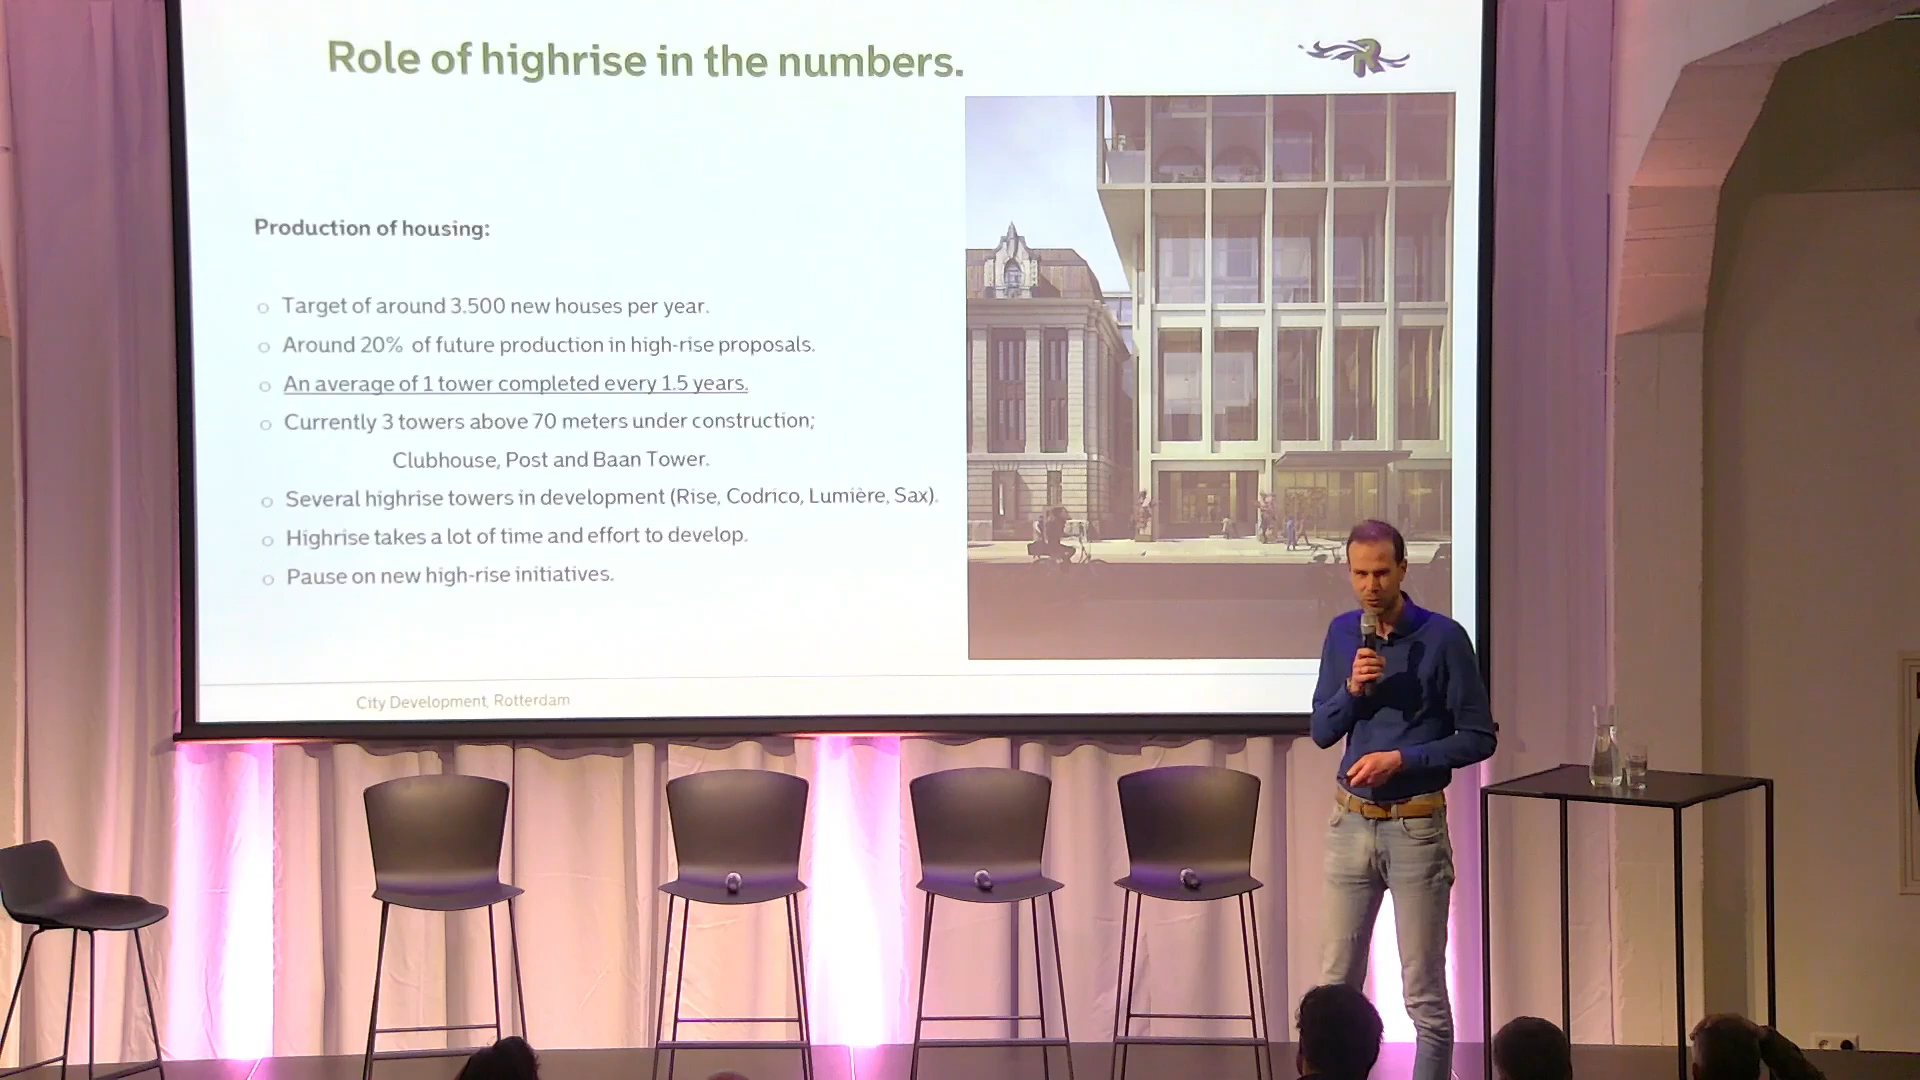 Role of highrise in the numbers.
R
Production of housing:
o Target of around 3.500 new houses per year.
o Around 20% of future production in high-rise proposals.
o An average of 1 tower completed every 1.5 years.
o Currently 3 towers above 70 meters under construction;
Clubhouse, Post and Baan Tower.
o Several highrise towers in development (Rise, Codrico, Lumière, Sax).
o Highrise takes a lot of time and effort to develop.
o Pause on new high-rise initiatives.
City Development, Rotterdam